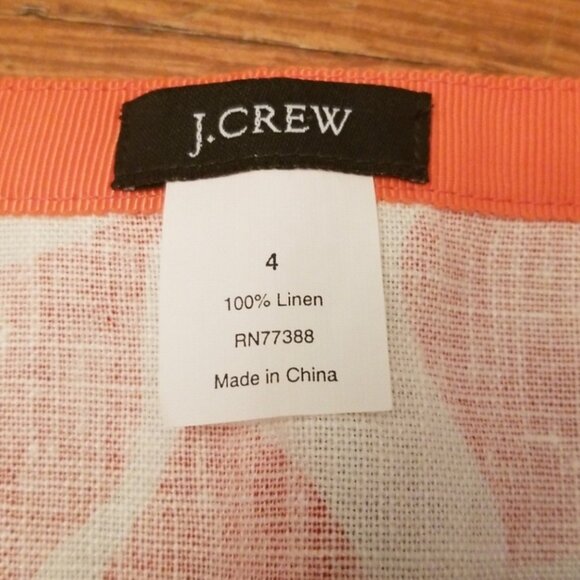 J.CREW
4
100% Linen
RN77388
Made in China